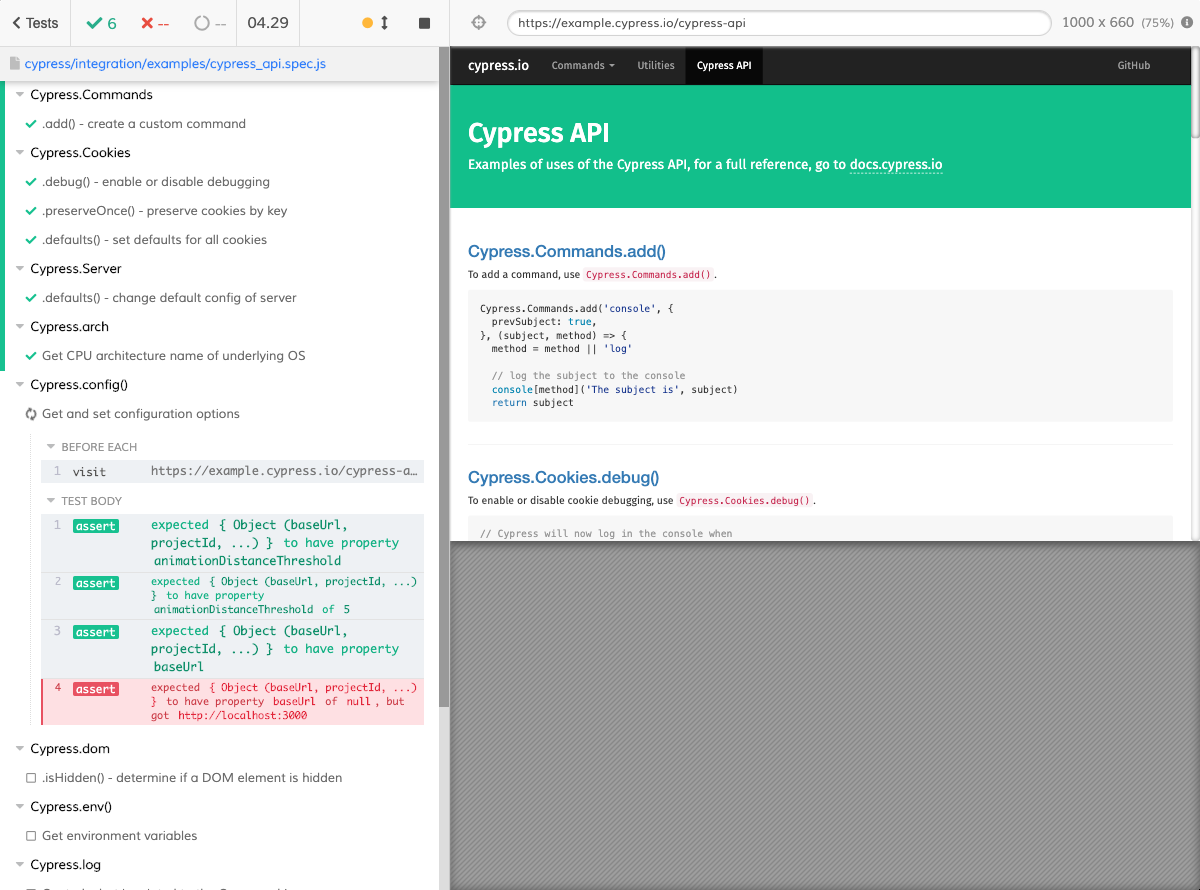 Tests
6
--
--
04.29
https://example.cypress.io/cypress-api
1000 x 660 (75%)
cypress/integration/examples/cypress_api.spec.js
Cypress.Commands
.add() - create a custom command
Cypress.Cookies
.debug() - enable or disable debugging
.preserveOnce() - preserve cookies by key
.defaults() - set defaults for all cookies
Cypress.Server
.defaults() - change default config of server
Cypress.arch
Get CPU architecture name of underlying OS
Cypress.config()
Get and set configuration options
BEFORE EACH
1 visit https://example.cypress.io/cypress-a…
TEST BODY
1 assert expected { Object (baseUrl,
projectId, ...) } to have property
animationDistanceThreshold
2 assert expected { Object (baseUrl, projectId, ...)
} to have property
animationDistanceThreshold of 5
3 assert expected { Object (baseUrl,
projectId, ...) } to have property
baseUrl
4 assert expected { Object (baseUrl, projectId, ...)
} to have property baseUrl of null, but
got http://localhost:3000
Cypress.dom
.isHidden() - determine if a DOM element is hidden
Cypress.env()
Get environment variables
Cypress.log
cypress.io
Commands
Utilities
Cypress API
GitHub
Cypress API
Examples of uses of the Cypress API, for a full reference, go to docs.cypress.io
Cypress.Commands.add()
To add a command, use Cypress.Commands.add().
Cypress.Commands.add('console', {
prevSubject: true,
}, (subject, method) => {
method = method || 'log'
// log the subject to the console
console[method]('The subject is', subject)
return subject
Cypress.Cookies.debug()
To enable or disable cookie debugging, use Cypress.Cookies.debug().
// Cypress will now log in the console when